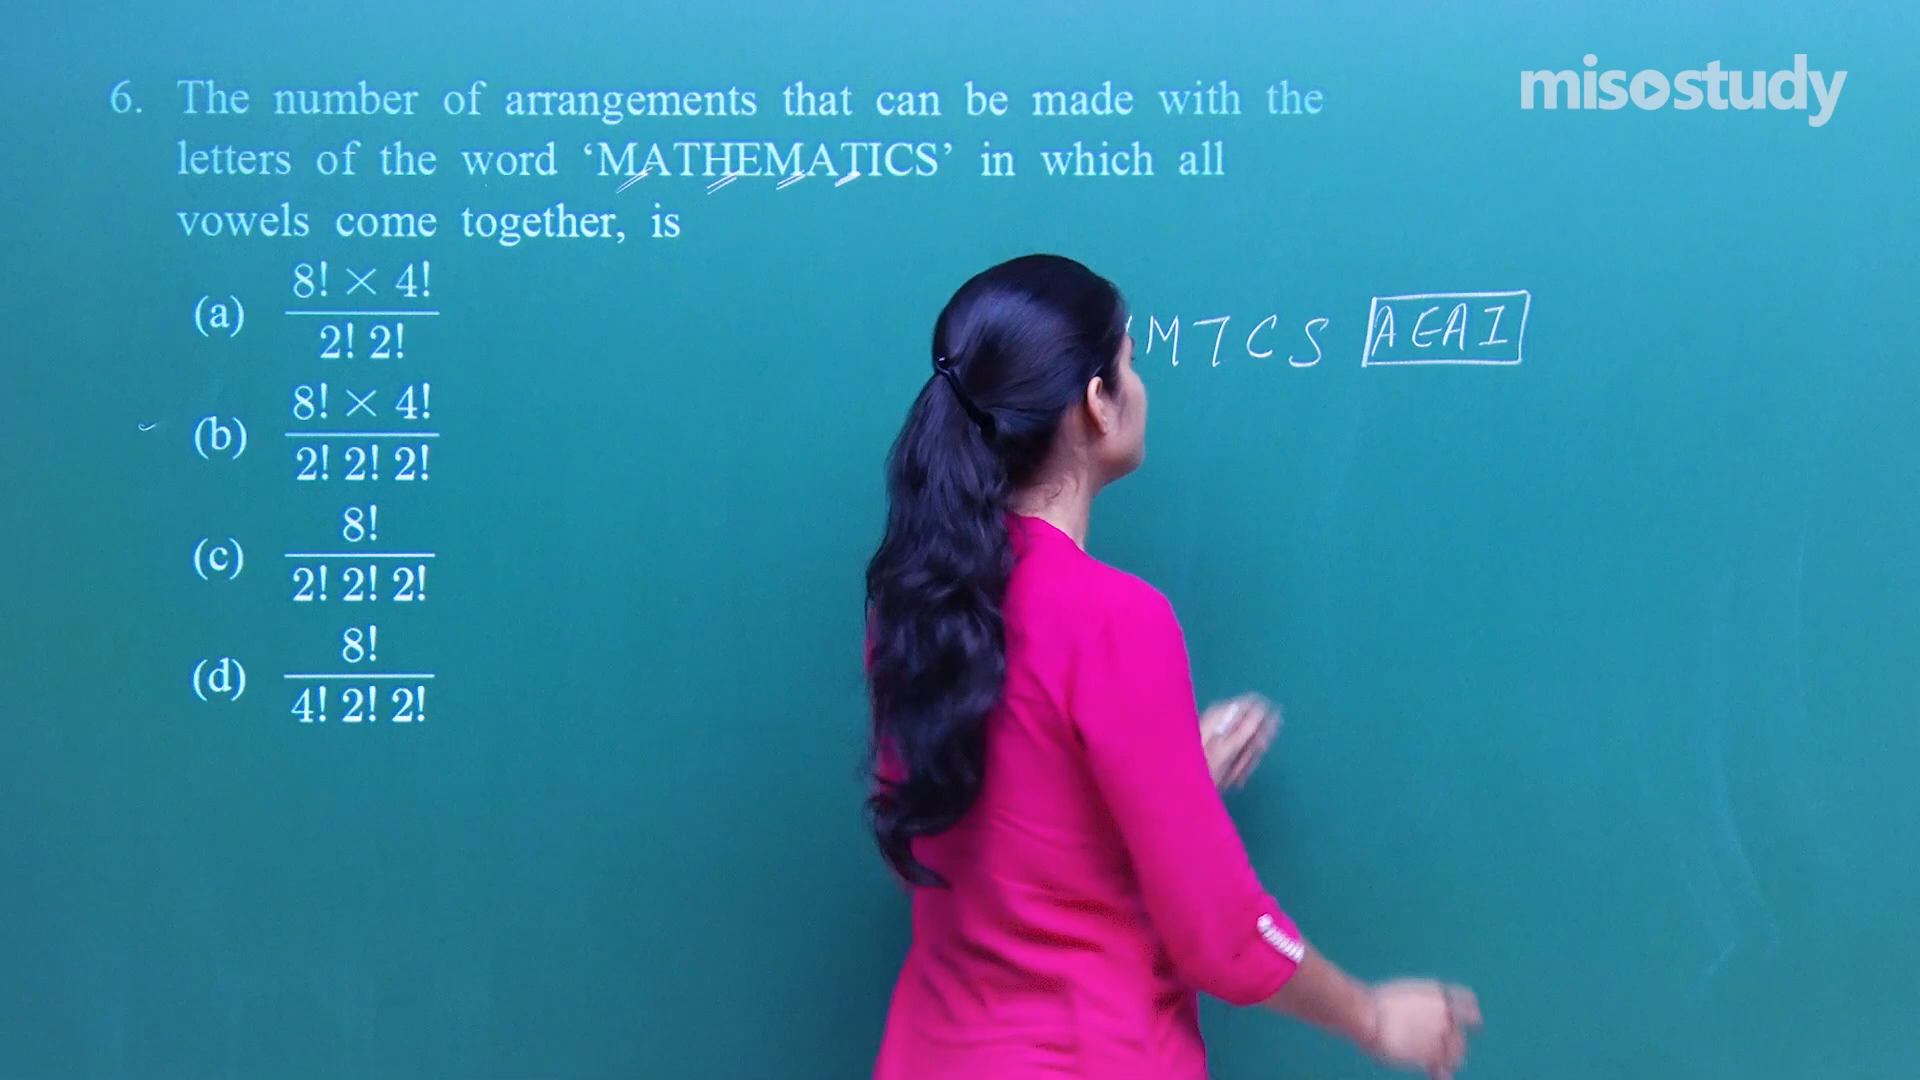 misostudy
6. The number of arrangements that can be made with the
letters of the word ‘MATHEMATICS’ in which all
vowels come together, is
(a) 8! × 4!
2! 2!
(b) 8! × 4!
2! 2! 2!
(c) 8!
2! 2! 2!
(d) 8!
4! 2! 2!
M T C S A E A I